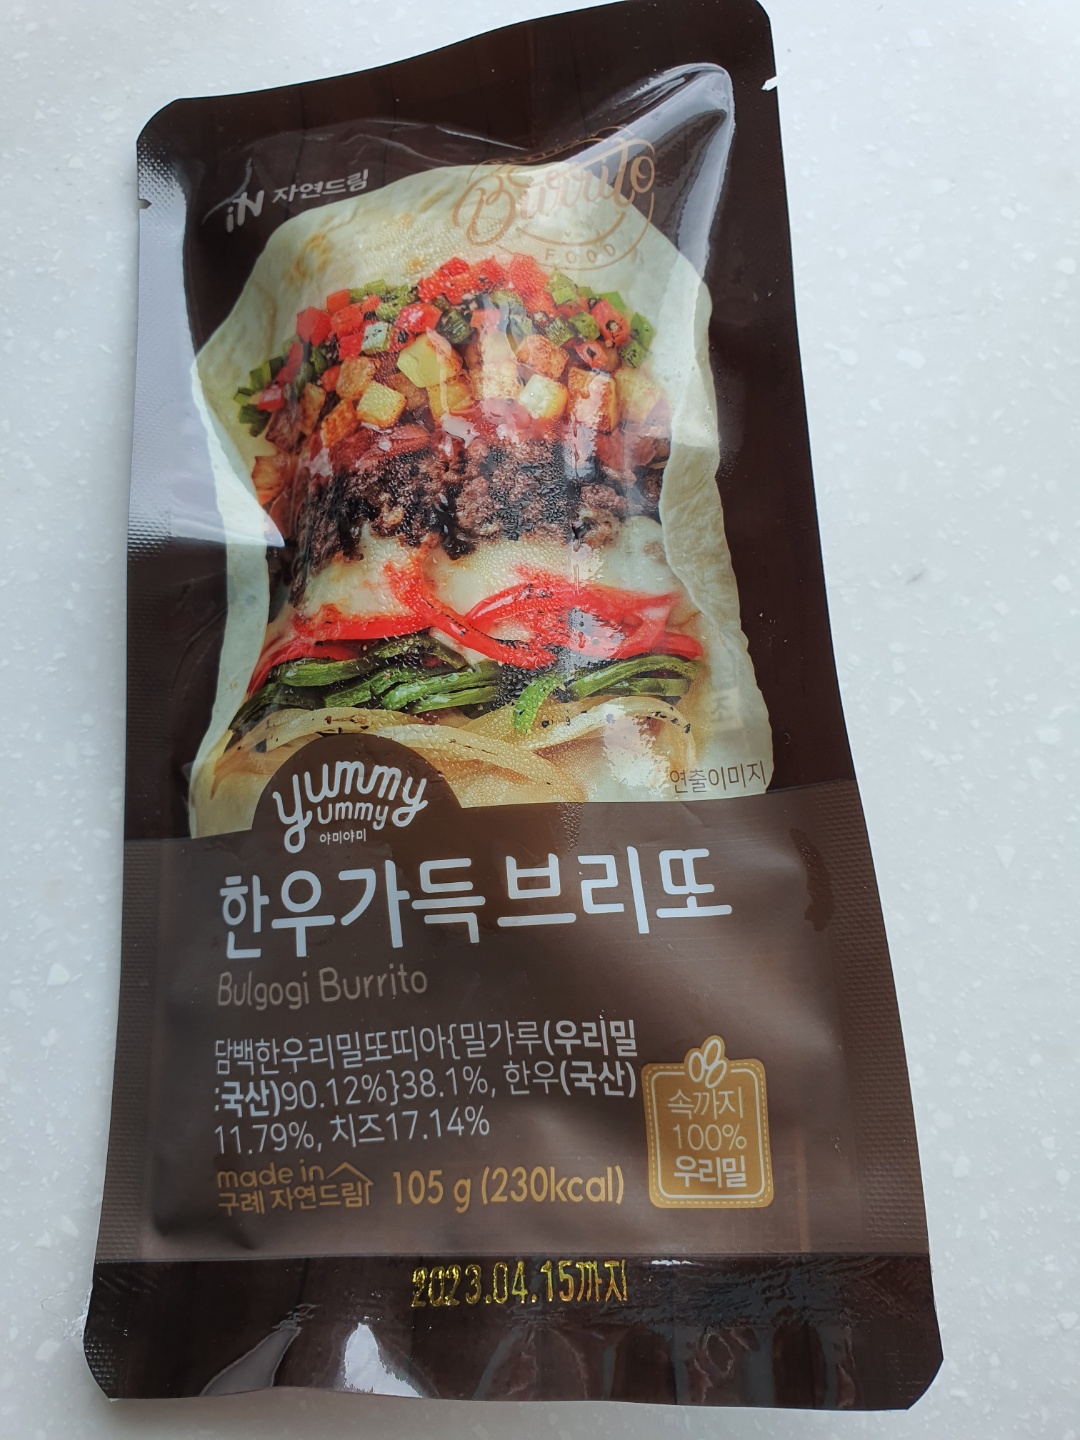 iN 자연드림
Burrito
FOOD
연출이미지
yummy
yummy
야미야미
한우가득브리또
Bulgogi Burrito
담백한우리밀또띠아{밀가루(우리밀
:국산)90.12%}38.1%, 한우(국산)
11.79%, 치즈17.14%
속까지
100%
우리밀
made in
구례 자연드림 105 g (230kcal)
2023.04.15까지